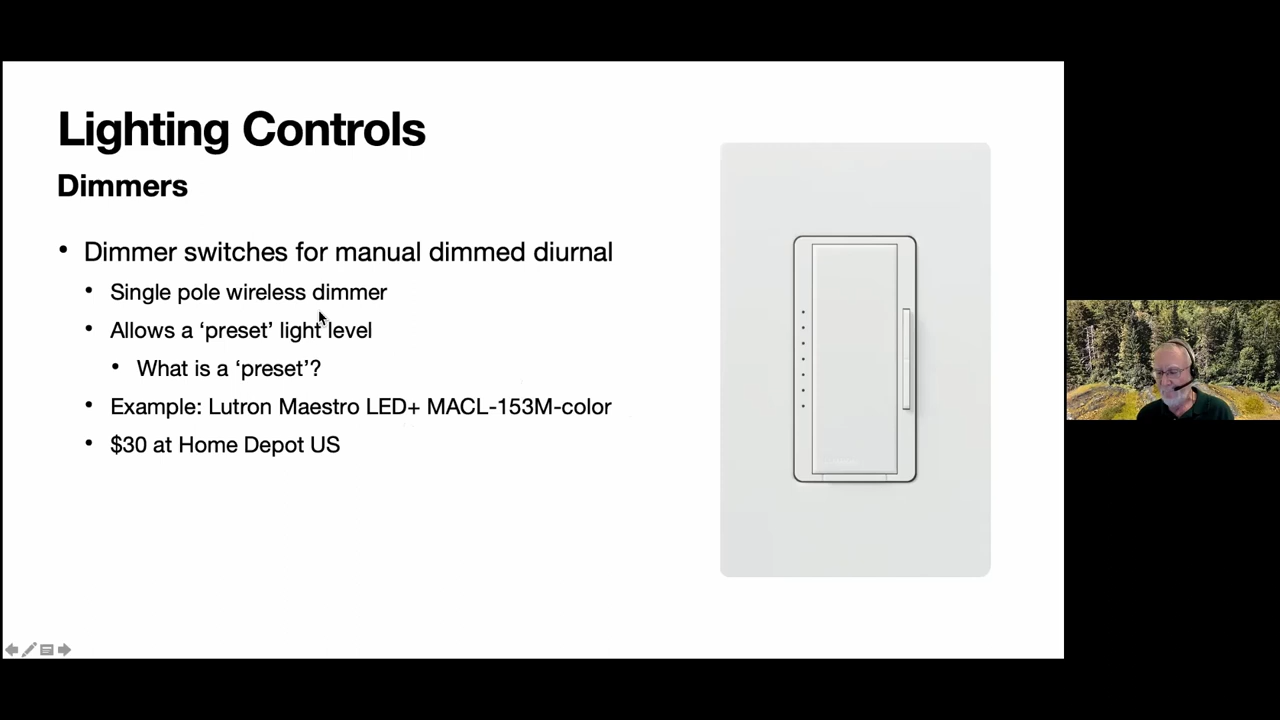 Lighting Controls
Dimmers
• Dimmer switches for manual dimmed diurnal
• Single pole wireless dimmer
• Allows a ‘preset’ light level
• What is a ‘preset’?
• Example: Lutron Maestro LED+ MACL-153M-color
• $30 at Home Depot US